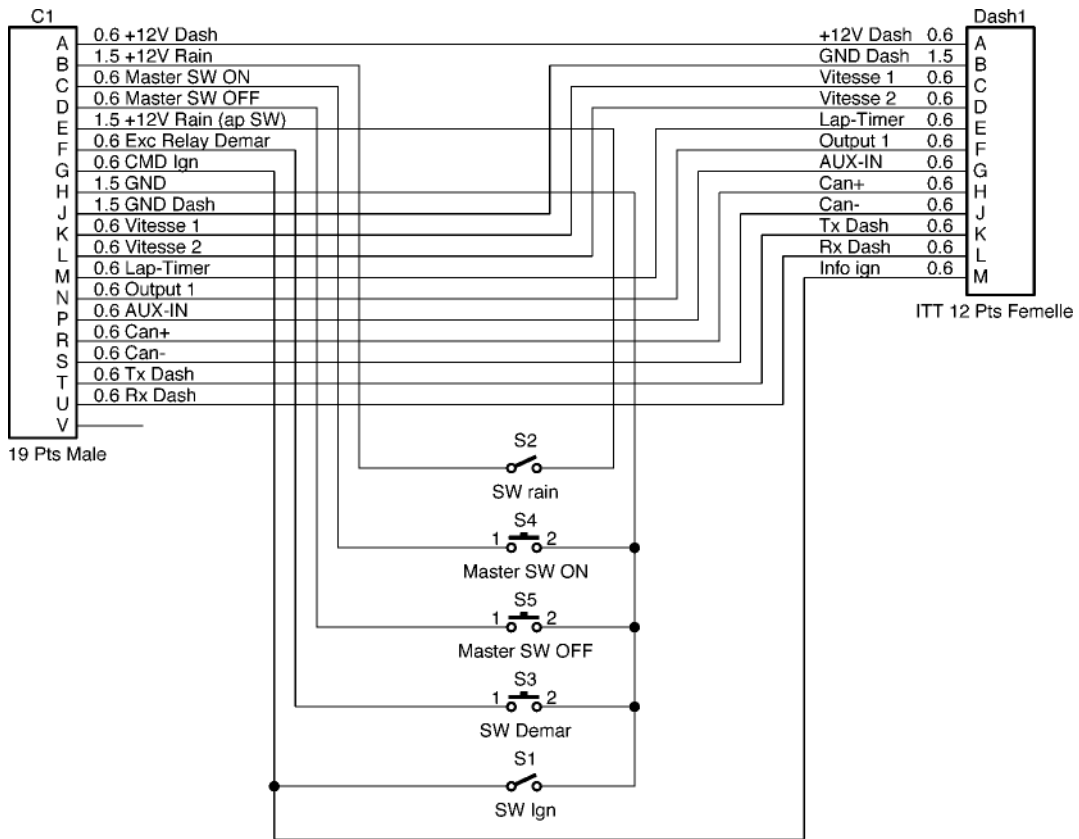 C1
A 0.6 +12V Dash
B 1.5 +12V Rain
C 0.6 Master SW ON
D 0.6 Master SW OFF
E 1.5 +12V Rain (ap SW)
F 0.6 Exc Relay Demar
G 0.6 CMD Ign
H 1.5 GND
J 1.5 GND Dash
K 0.6 Vitesse 1
L 0.6 Vitesse 2
M 0.6 Lap-Timer
N 0.6 Output 1
P 0.6 AUX-IN
R 0.6 Can+
S 0.6 Can-
T 0.6 Tx Dash
U 0.6 Rx Dash
V
19 Pts Male
Dash1
+12V Dash 0.6 A
GND Dash 1.5 B
Vitesse 1 0.6 C
Vitesse 2 0.6 D
Lap-Timer 0.6 E
Output 1 0.6 F
AUX-IN 0.6 G
Can+ 0.6 H
Can- 0.6 J
Tx Dash 0.6 K
Rx Dash 0.6 L
Info ign 0.6 M
ITT 12 Pts Femelle
S2
SW rain
S4
1 2
Master SW ON
S5
1 2
Master SW OFF
S3
1 2
SW Demar
S1
SW Ign